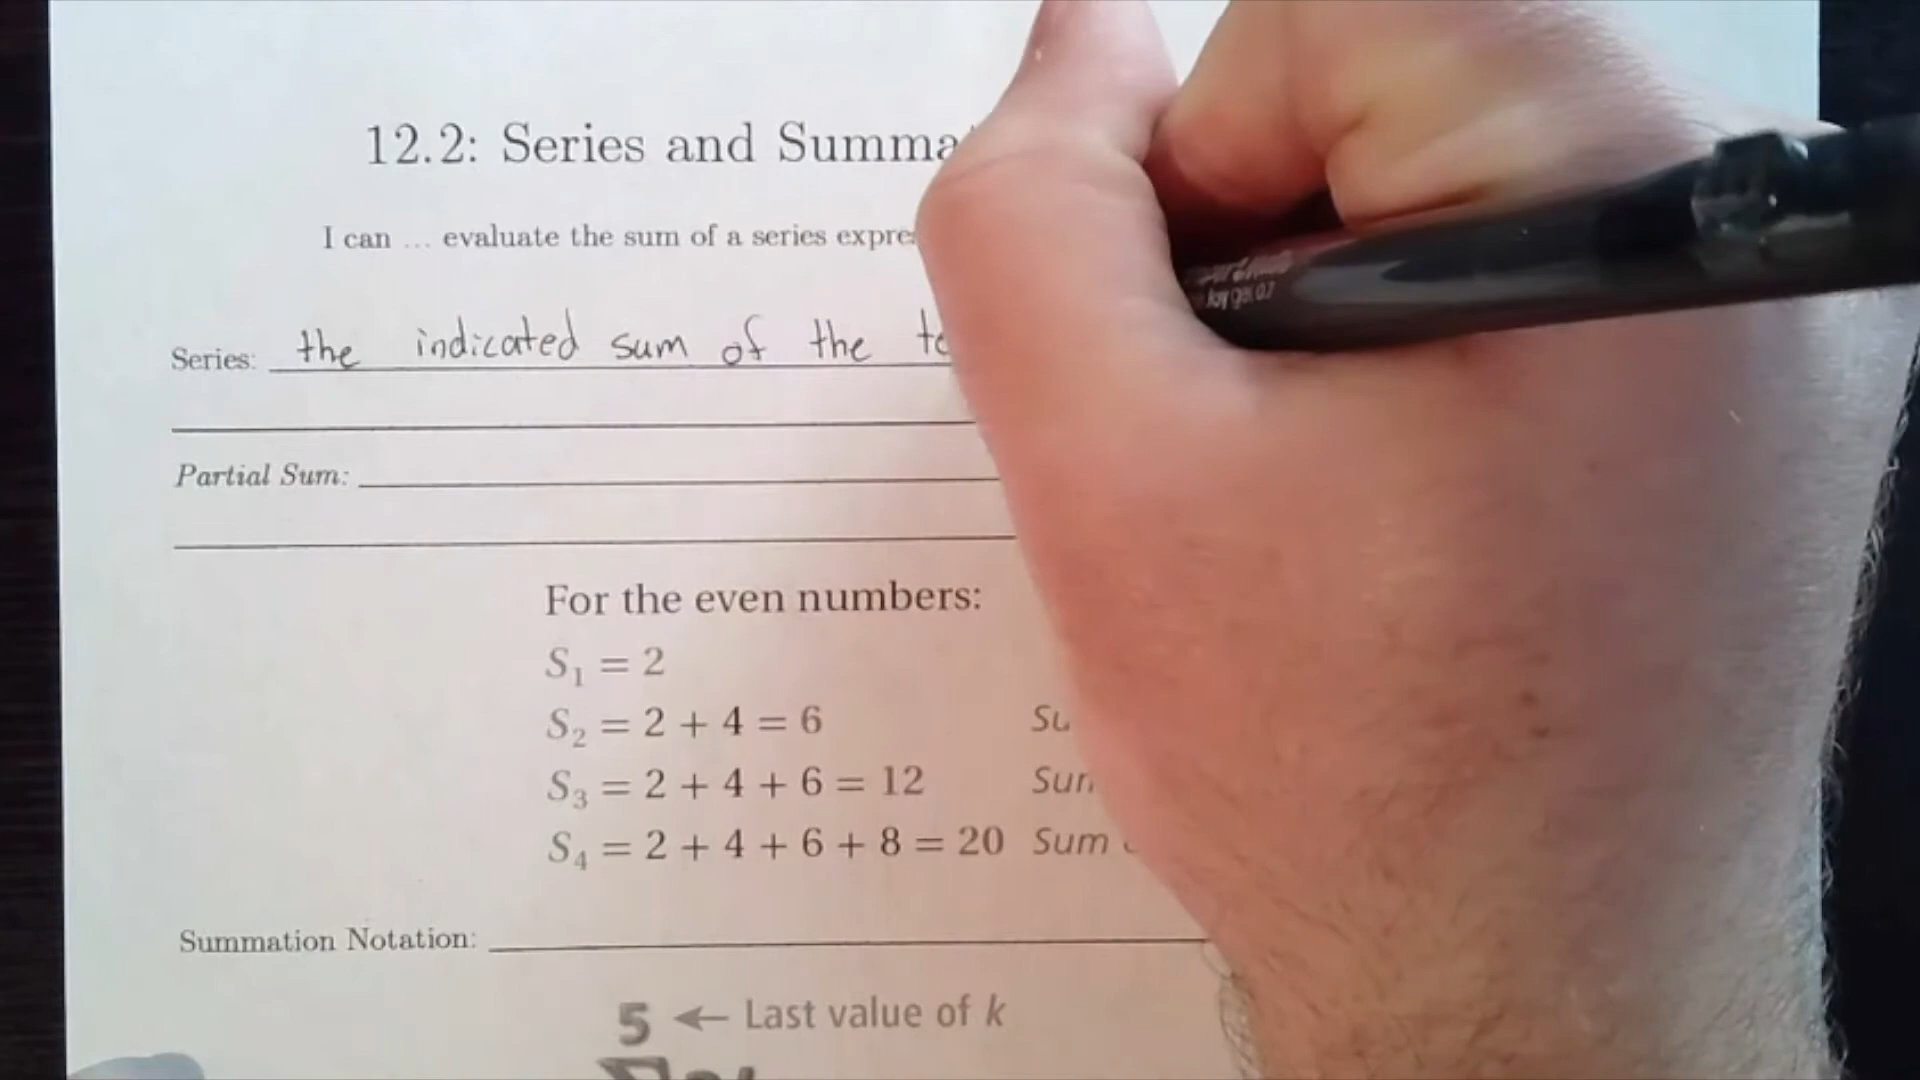 12.2: Series and Summa
I can ... evaluate the sum of a series expre
Series: the indicated sum of the
Partial Sum:
For the even numbers:
S₁ = 2
S₂ = 2 + 4 = 6
S₃ = 2 + 4 + 6 = 12
S₄ = 2 + 4 + 6 + 8 = 20 Sum
Summation Notation:
5 ← Last value of k